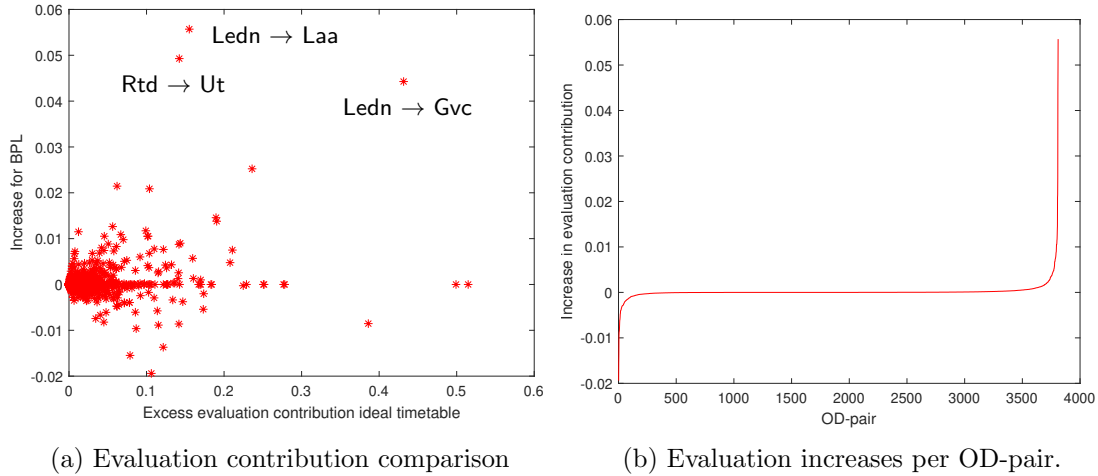 0.06
0.05
0.04
0.03
0.02
0.01
0
-0.01
-0.02
Increase for BPL
Ledn → Laa
Rtd → Ut
Ledn → Gvc
0 0.1 0.2 0.3 0.4 0.5 0.6
Excess evaluation contribution ideal timetable
(a) Evaluation contribution comparison
0.06
0.05
0.04
0.03
0.02
0.01
0
-0.01
-0.02
Increase in evaluation contribution
0 500 1000 1500 2000 2500 3000 3500 4000
OD-pair
(b) Evaluation increases per OD-pair.